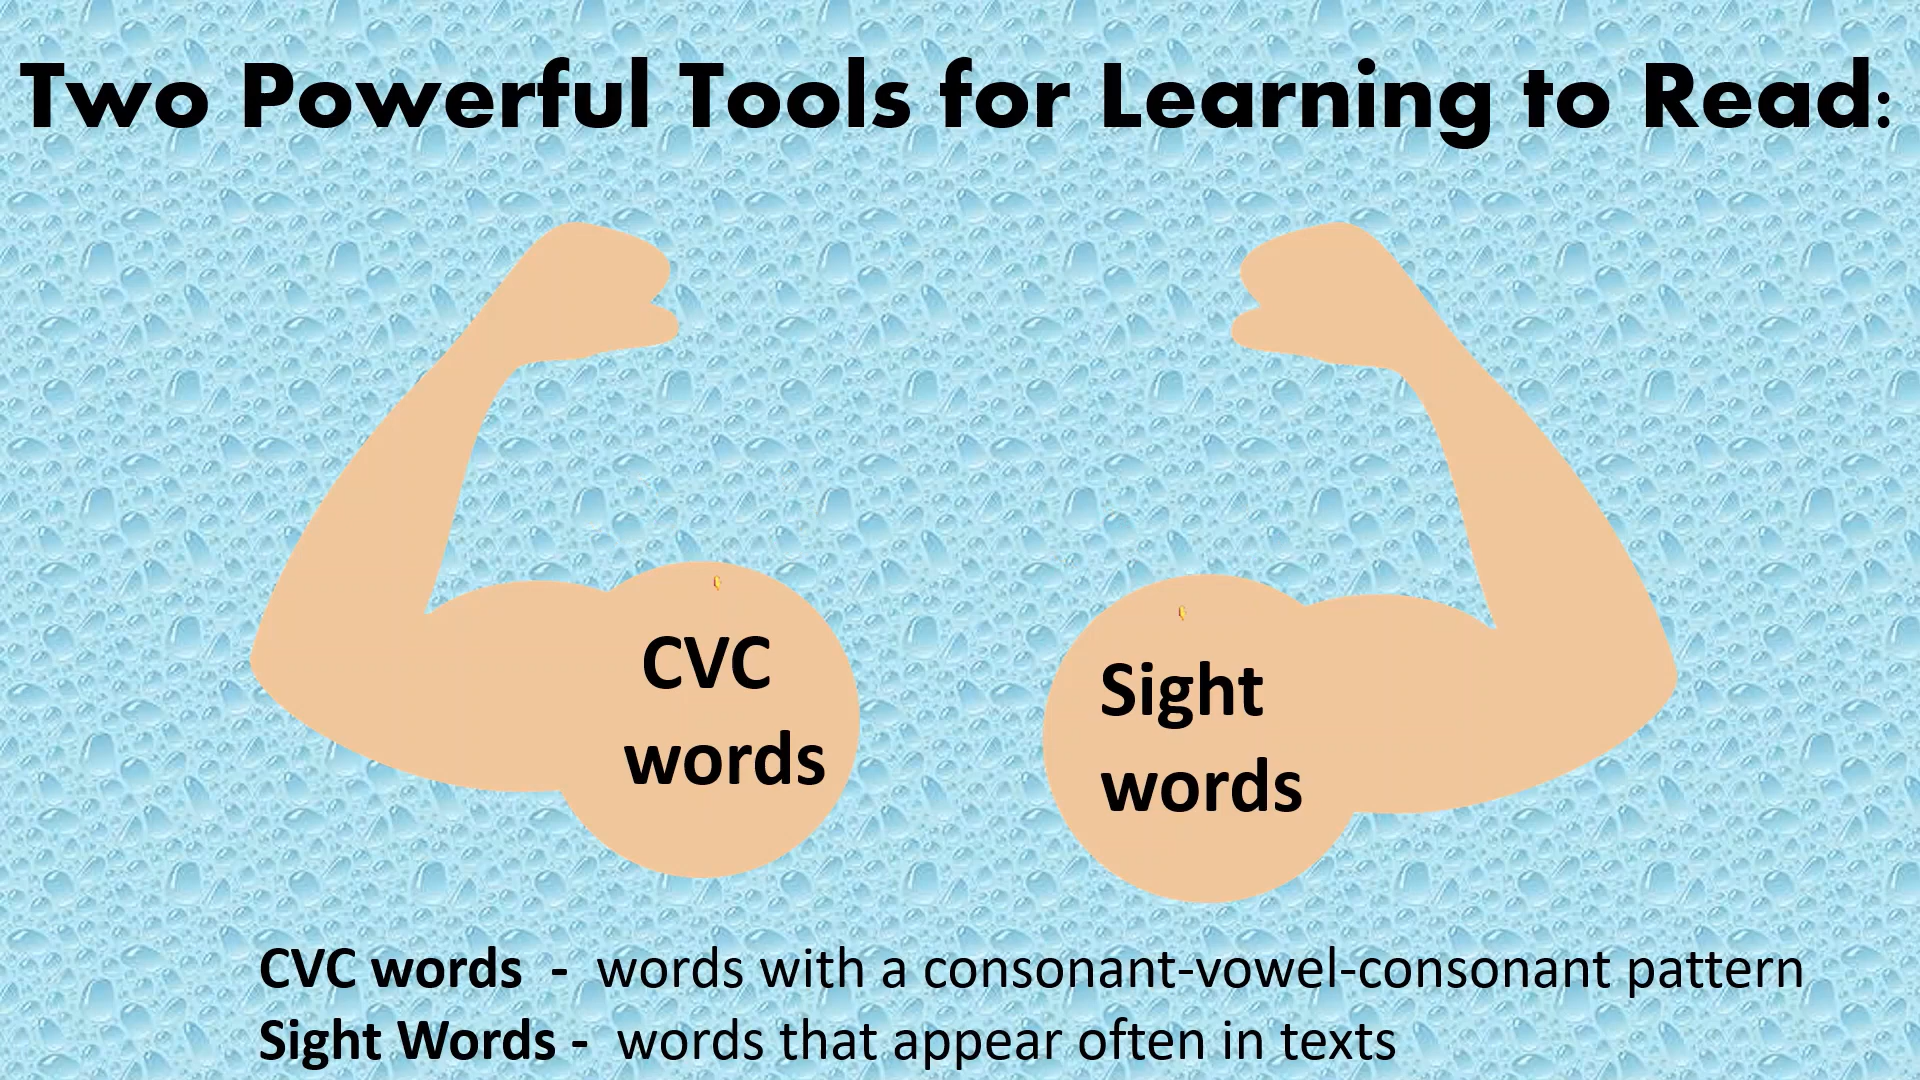 Two Powerful Tools for Learning to Read:
CVC
words
Sight
words
CVC words - words with a consonant-vowel-consonant pattern
Sight Words - words that appear often in texts